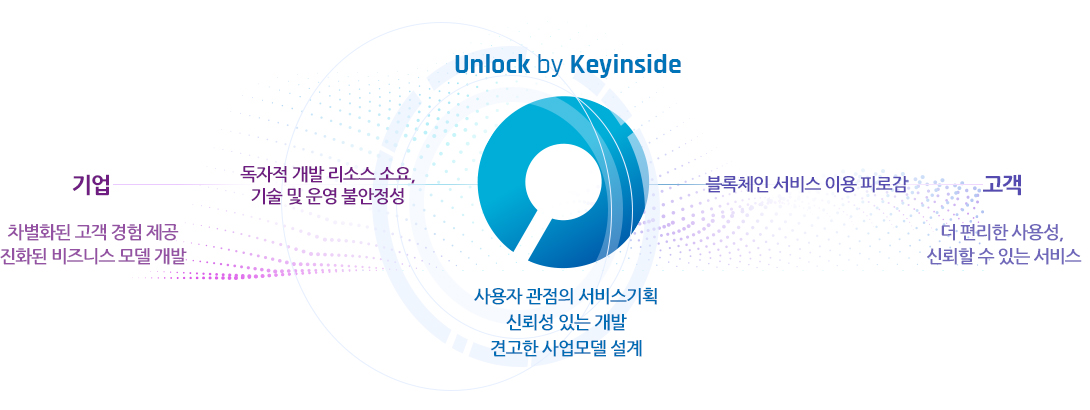 Unlock by Keyinside
기업
독자적 개발 리소스 소요,
기술 및 운영 불안정성
블록체인 서비스 이용 피로감
고객
차별화된 고객 경험 제공
진화된 비즈니스 모델 개발
더 편리한 사용성,
신뢰할 수 있는 서비스
사용자 관점의 서비스기획
신뢰성 있는 개발
견고한 사업모델 설계